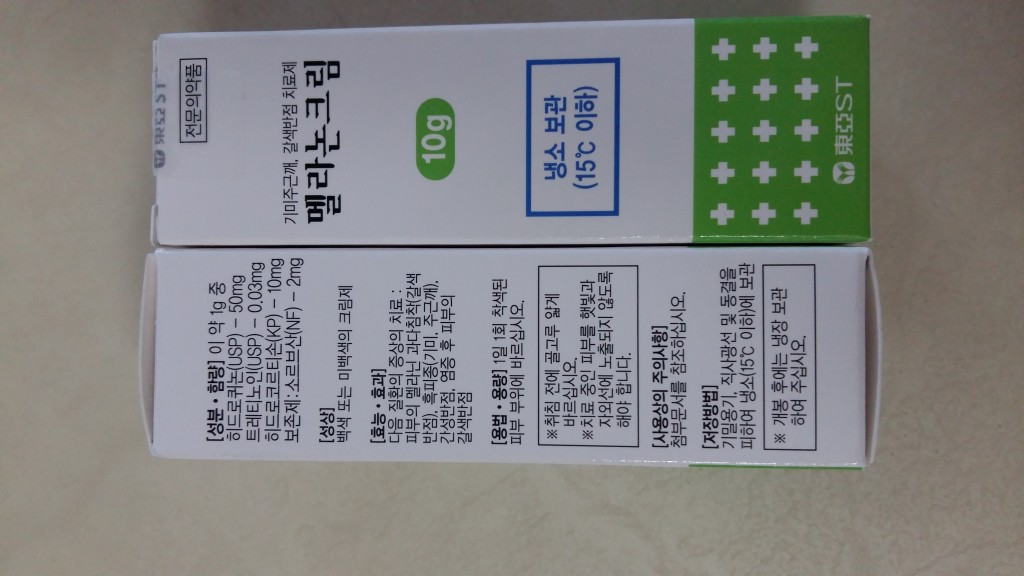 東亞ST
전문의약품
기미주근깨, 갈색반점 치료제
멜라논크림
10g
냉소 보관
(15℃ 이하)
東亞ST
[성분·함량] 이 약 1g 중
히드로퀴논(USP) - 50mg
트레티노인(USP) - 0.03mg
히드로코르티손(KP) - 10mg
보존제 : 소르브산(NF) - 2mg
[성상]
백색 또는 미백색의 크림제
[효능·효과]
다음 질환의 증상의 치료 :
피부의 멜라닌 과다침착(갈색
반점), 흑피증(기미 주근깨),
간성반점, 염증 후 피부의
갈색반점
[용법·용량] 1일 1회 착색된
피부 부위에 바르십시오.
※취침 전에 골고루 얇게
바르십시오.
※치료 중인 피부를 햇빛과
자외선에 노출되지 않도록
해야 합니다.
[사용상의 주의사항]
첨부문서를 참조하십시오.
[저장방법]
기밀용기, 직사광선 및 동결을
피하여 냉소(15℃ 이하)에 보관
※ 개봉 후에는 냉장 보관
하여 주십시오.